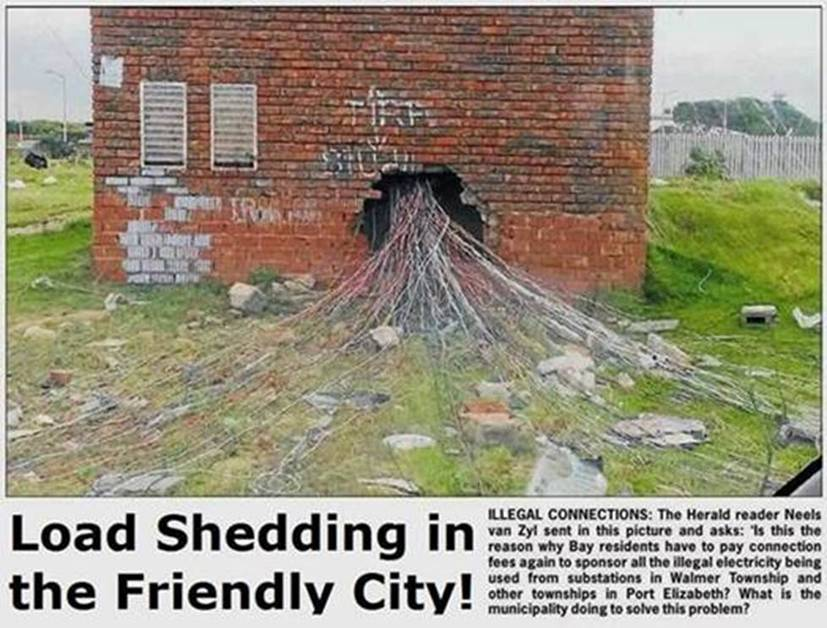 Load Shedding in
the Friendly City!
ILLEGAL CONNECTIONS: The Herald reader Neels
van Zyl sent in this picture and asks: 'Is this the
reason why Bay residents have to pay connection
fees again to sponsor all the illegal electricity being
used from substations in Walmer Township and
other townships in Port Elizabeth? What is the
municipality doing to solve this problem?